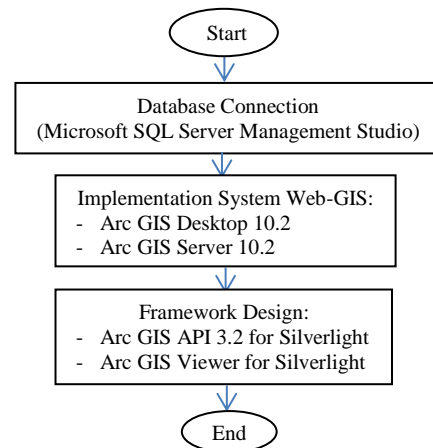 Start
Database Connection
(Microsoft SQL Server Management Studio)
Implementation System Web-GIS:
- Arc GIS Desktop 10.2
- Arc GIS Server 10.2
Framework Design:
- Arc GIS API 3.2 for Silverlight
- Arc GIS Viewer for Silverlight
End